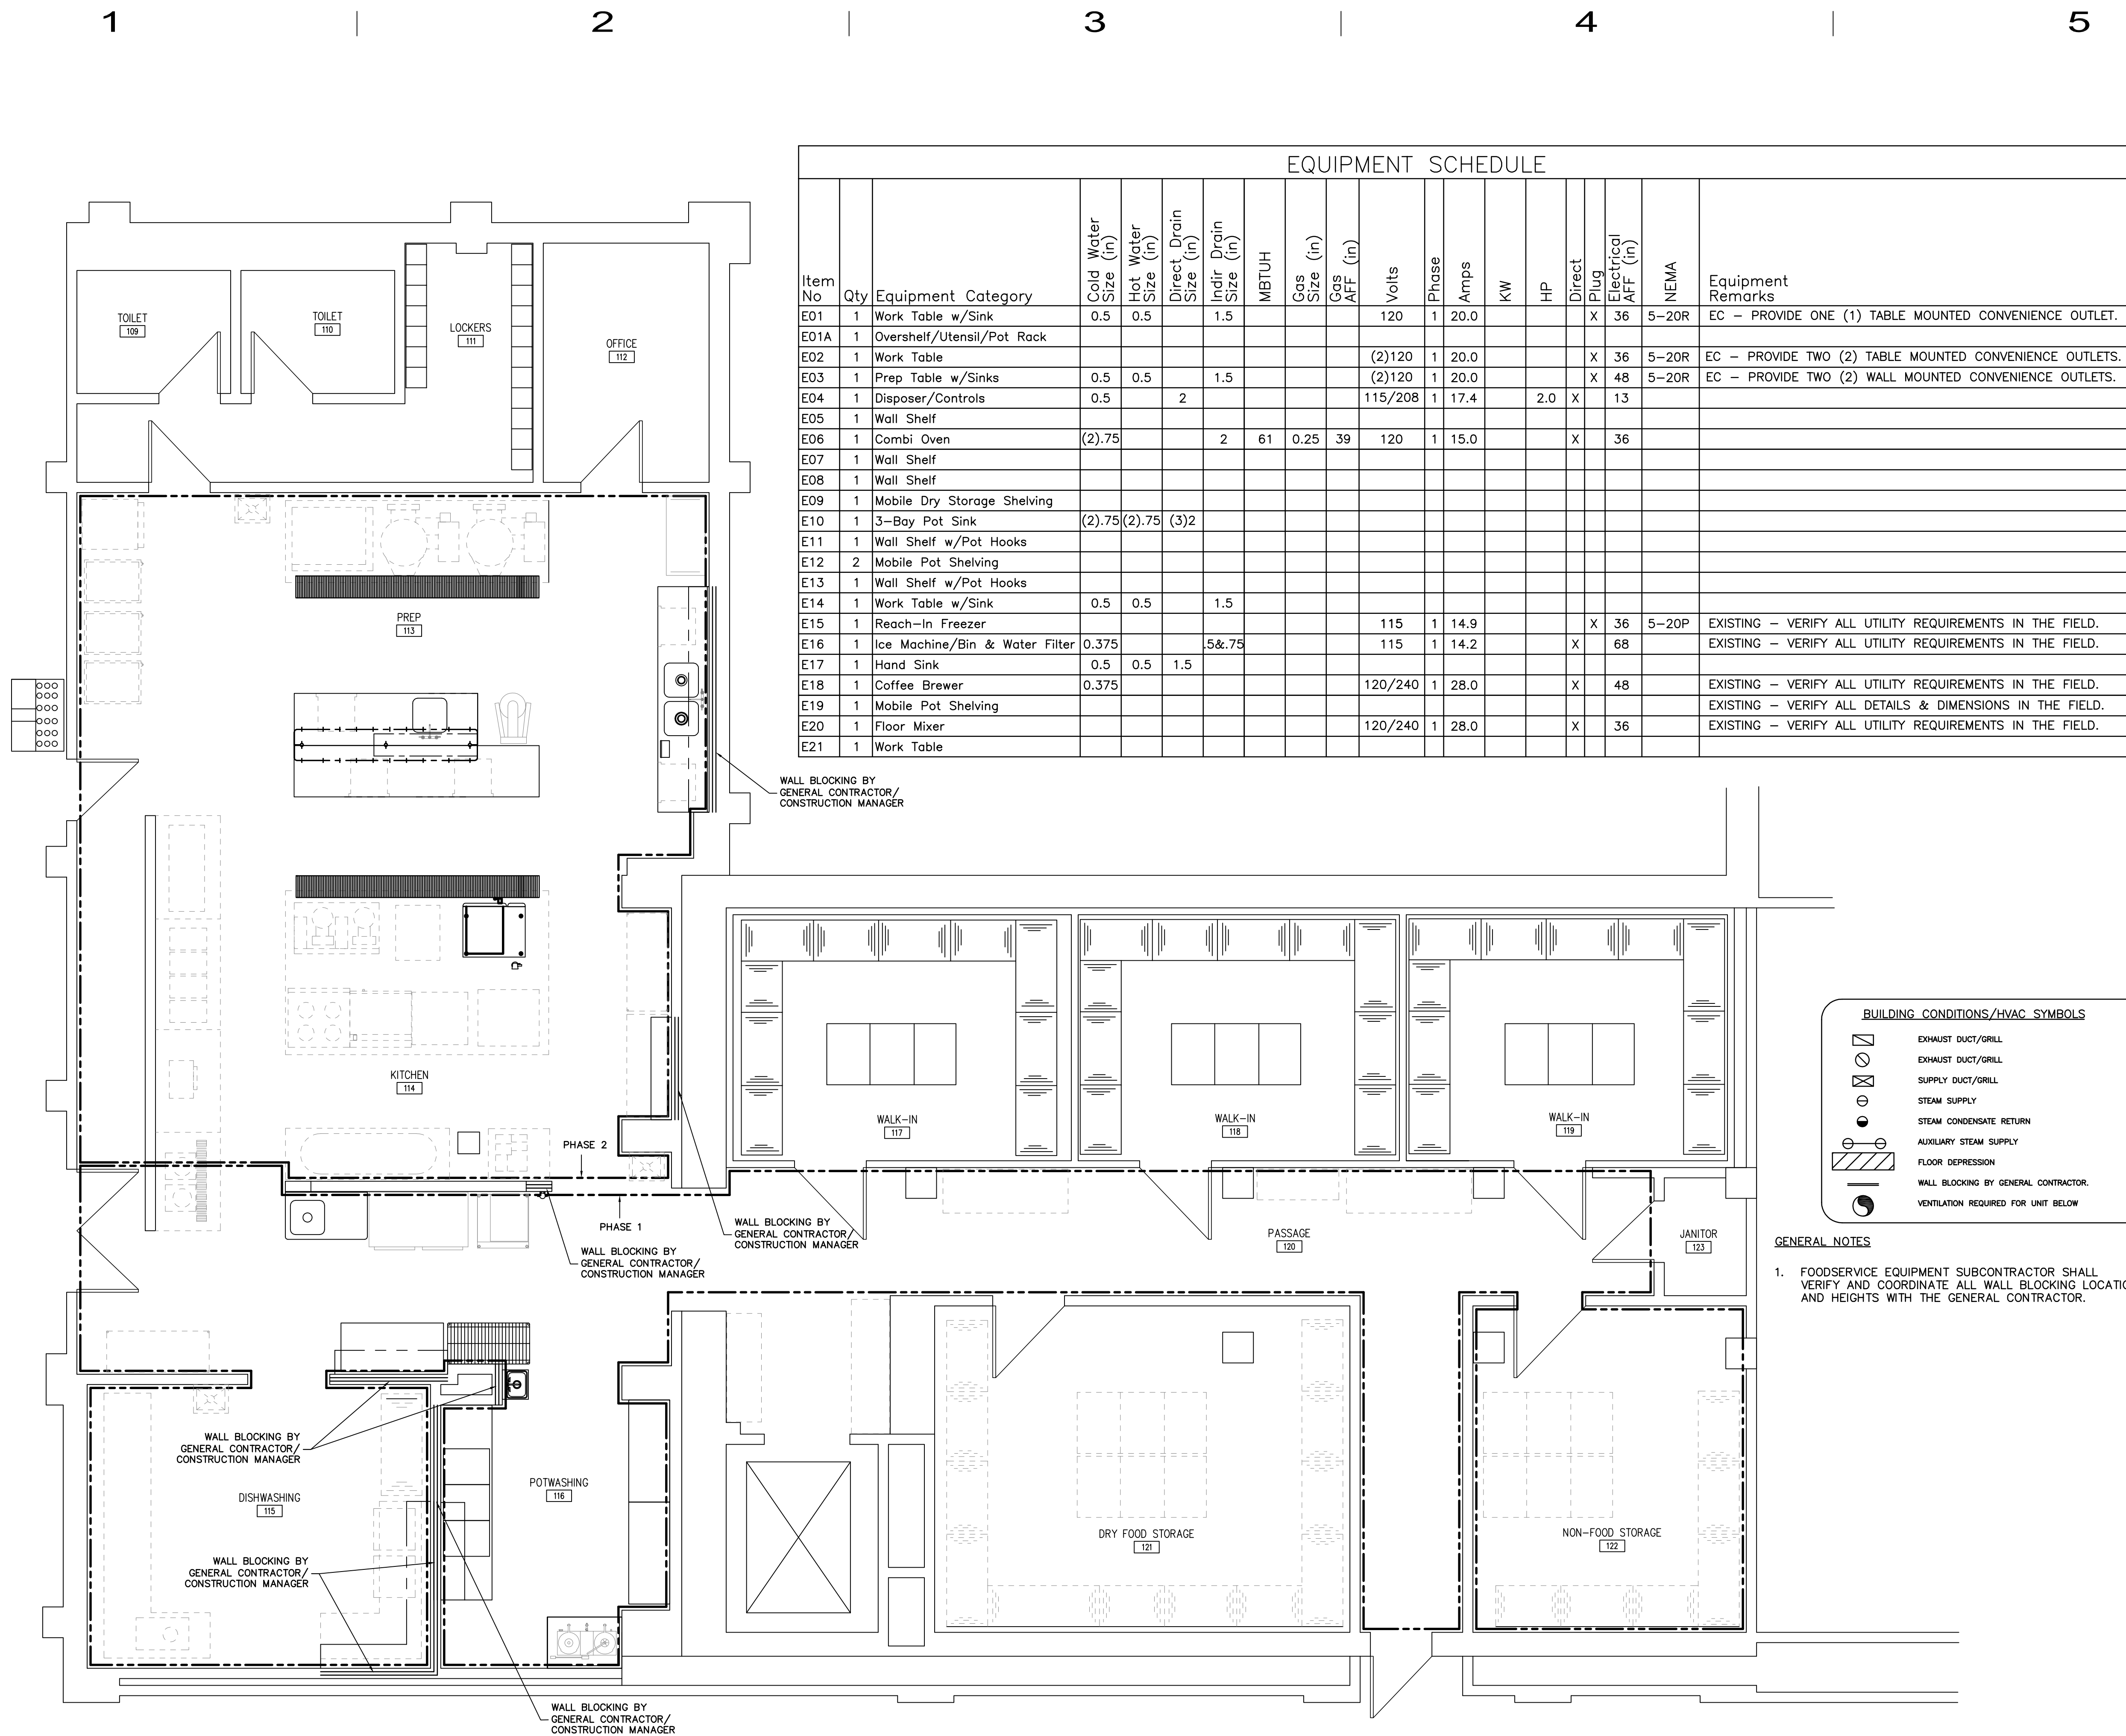 1 2 3 4 5
EQUIPMENT SCHEDULE
Item No Qty Equipment Category Cold Water Size (in) Hot Water Size (in) Direct Drain Size (in) Indir Drain Size (in) MBTUH Gas Size (in) Gas AFF (in) Volts Phase Amps KW HP Direct Plug Electrical AFF (in) NEMA Equipment Remarks
E01 1 Work Table w/Sink 0.5 0.5 1.5 120 1 20.0 X 36 5-20R EC - PROVIDE ONE (1) TABLE MOUNTED CONVENIENCE OUTLET.
E01A 1 Overshelf/Utensil/Pot Rack
E02 1 Work Table (2)120 1 20.0 X 36 5-20R EC - PROVIDE TWO (2) TABLE MOUNTED CONVENIENCE OUTLETS.
E03 1 Prep Table w/Sinks 0.5 0.5 1.5 (2)120 1 20.0 X 48 5-20R EC - PROVIDE TWO (2) WALL MOUNTED CONVENIENCE OUTLETS.
E04 1 Disposer/Controls 0.5 2 115/208 1 17.4 2.0 X 13
E05 1 Wall Shelf
E06 1 Combi Oven (2).75 2 61 0.25 39 120 1 15.0 X 36
E07 1 Wall Shelf
E08 1 Wall Shelf
E09 1 Mobile Dry Storage Shelving
E10 1 3-Bay Pot Sink (2).75 (2).75 (3)2
E11 1 Wall Shelf w/Pot Hooks
E12 2 Mobile Pot Shelving
E13 1 Wall Shelf w/Pot Hooks
E14 1 Work Table w/Sink 0.5 0.5 1.5
E15 1 Reach-In Freezer 115 1 14.9 X 36 5-20P EXISTING - VERIFY ALL UTILITY REQUIREMENTS IN THE FIELD.
E16 1 Ice Machine/Bin & Water Filter 0.375 .5&.75 115 1 14.2 X 68 EXISTING - VERIFY ALL UTILITY REQUIREMENTS IN THE FIELD.
E17 1 Hand Sink 0.5 0.5 1.5
E18 1 Coffee Brewer 0.375 120/240 1 28.0 X 48 EXISTING - VERIFY ALL UTILITY REQUIREMENTS IN THE FIELD.
E19 1 Mobile Pot Shelving EXISTING - VERIFY ALL DETAILS & DIMENSIONS IN THE FIELD.
E20 1 Floor Mixer 120/240 1 28.0 X 36 EXISTING - VERIFY ALL UTILITY REQUIREMENTS IN THE FIELD.
E21 1 Work Table
TOILET
109
TOILET
110
LOCKERS
111
OFFICE
112
PREP
113
WALL BLOCKING BY
GENERAL CONTRACTOR/
CONSTRUCTION MANAGER
KITCHEN
114
PHASE 2
PHASE 1
WALL BLOCKING BY
GENERAL CONTRACTOR/
CONSTRUCTION MANAGER
WALL BLOCKING BY
GENERAL CONTRACTOR/
CONSTRUCTION MANAGER
WALK-IN
117
WALK-IN
118
WALK-IN
119
PASSAGE
120
JANITOR
123
BUILDING CONDITIONS/HVAC SYMBOLS
EXHAUST DUCT/GRILL
EXHAUST DUCT/GRILL
SUPPLY DUCT/GRILL
STEAM SUPPLY
STEAM CONDENSATE RETURN
AUXILIARY STEAM SUPPLY
FLOOR DEPRESSION
WALL BLOCKING BY GENERAL CONTRACTOR.
VENTILATION REQUIRED FOR UNIT BELOW
GENERAL NOTES
1. FOODSERVICE EQUIPMENT SUBCONTRACTOR SHALL
VERIFY AND COORDINATE ALL WALL BLOCKING
AND HEIGHTS WITH THE GENERAL CONTRACTOR.
WALL BLOCKING BY
GENERAL CONTRACTOR/
CONSTRUCTION MANAGER
DISHWASHING
115
POTWASHING
116
WALL BLOCKING BY
GENERAL CONTRACTOR/
CONSTRUCTION MANAGER
DRY FOOD STORAGE
121
NON-FOOD STORAGE
122
WALL BLOCKING BY
GENERAL CONTRACTOR/
CONSTRUCTION MANAGER